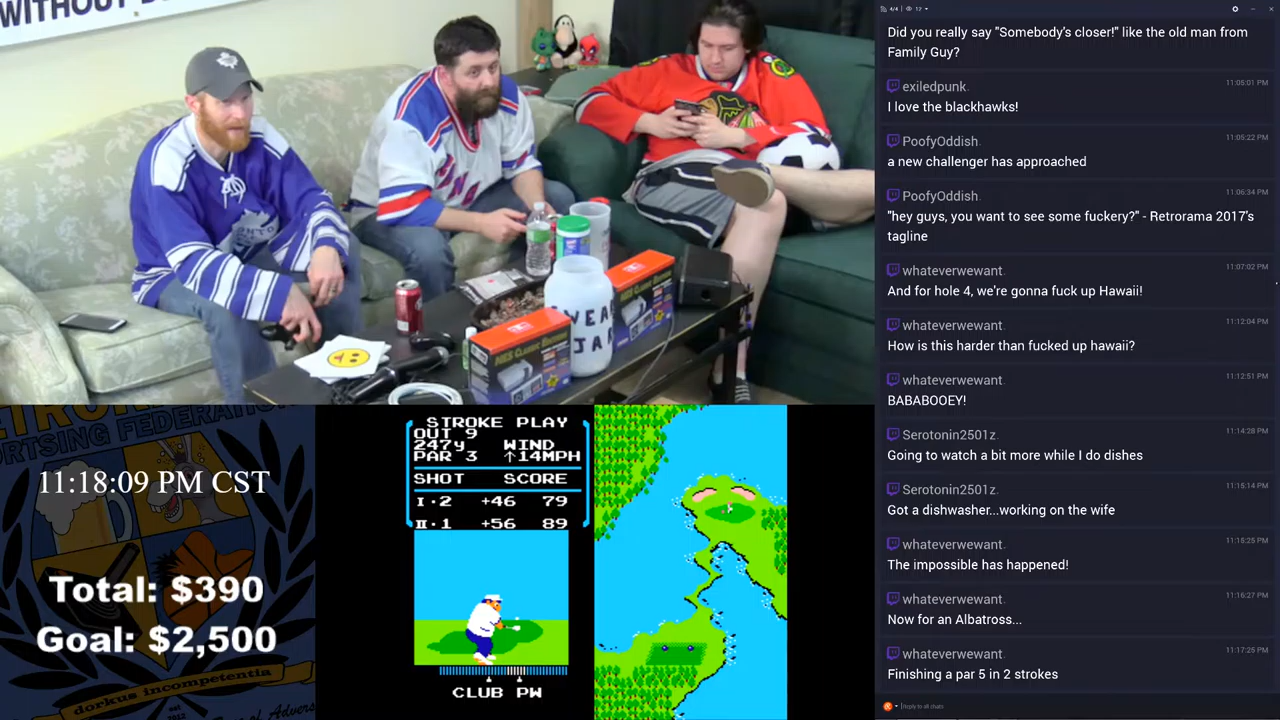 WITHOUT
SWEAR
JAR
NES CLASSIC EDITION
11:18:09 PM CST
Total: $390
Goal: $2,500
dorkus incompetentia
STROKE PLAY
OUT 9
247y WIND
PAR 3 ↑14MPH
SHOT SCORE
I·2 +46 79
II·1 +56 89
CLUB PW
4/4
Did you really say "Somebody's closer!" like the old man from
Family Guy?
exiledpunk 11:05:01 PM
I love the blackhawks!
PoofyOddish 11:05:22 PM
a new challenger has approached
PoofyOddish 11:06:34 PM
"hey guys, you want to see some fuckery?" - Retrorama 2017's
tagline
whateverwewant 11:07:02 PM
And for hole 4, we're gonna fuck up Hawaii!
whateverwewant 11:12:04 PM
How is this harder than fucked up hawaii?
whateverwewant 11:12:51 PM
BABABOOEY!
Serotonin2501z 11:14:28 PM
Going to watch a bit more while I do dishes
Serotonin2501z 11:15:14 PM
Got a dishwasher...working on the wife
whateverwewant 11:16:25 PM
The impossible has happened!
whateverwewant 11:16:27 PM
Now for an Albatross...
whateverwewant 11:17:25 PM
Finishing a par 5 in 2 strokes
Reply to all chats